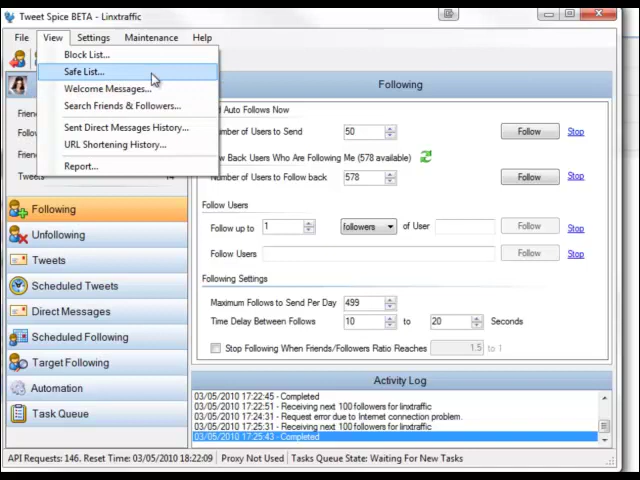 Tweet Spice BETA - Linxtraffic
File View Settings Maintenance Help
Block List...
Safe List...
Welcome Messages...
Search Friends & Followers...
Sent Direct Messages History...
URL Shortening History...
Report...
Following
Auto Follows Now
Number of Users to Send 50 Follow Stop
Back Users Who Are Following Me (578 available)
Number of Users to Follow back 578 Follow Stop
Follow Users
Follow up to 1 followers of User Follow Stop
Follow Users Follow Stop
Following Settings
Maximum Follows to Send Per Day 499
Time Delay Between Follows 10 to 20 Seconds
Stop Following When Friends/Followers Ratio Reaches 1.5 to 1
Following
Unfollowing
Tweets
Scheduled Tweets
Direct Messages
Scheduled Following
Target Following
Automation
Task Queue
Activity Log
03/05/2010 17:22:45 - Completed
03/05/2010 17:22:51 - Receiving next 100 followers for linxtraffic
03/05/2010 17:24:31 - Request error due to Internet connection problem.
03/05/2010 17:25:31 - Receiving next 100 followers for linxtraffic
03/05/2010 17:25:43 - Completed
API Requests: 146. Reset Time: 03/05/2010 18:22:09 Proxy Not Used Tasks Queue State: Waiting For New Tasks